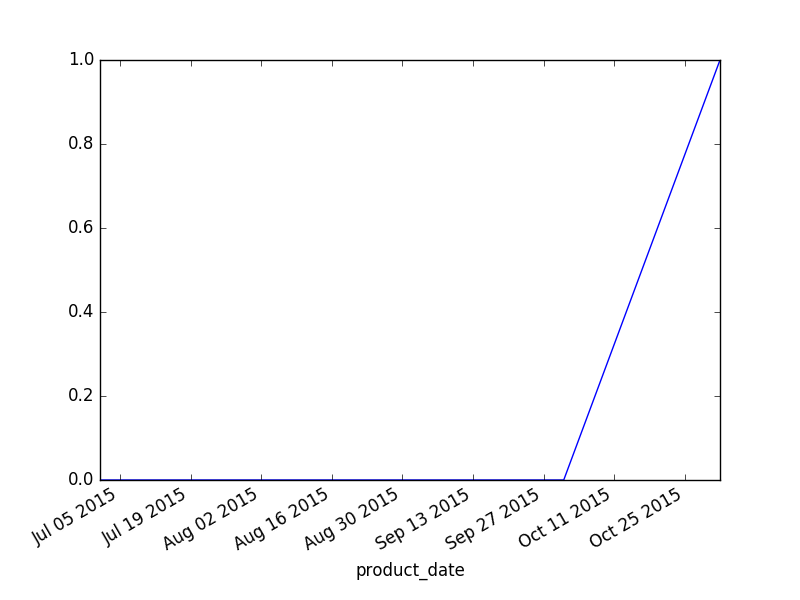 1.0
0.8
0.6
0.4
0.2
0.0
Jul 05 2015
Jul 19 2015
Aug 02 2015
Aug 16 2015
Aug 30 2015
Sep 13 2015
Sep 27 2015
Oct 11 2015
Oct 25 2015
product_date